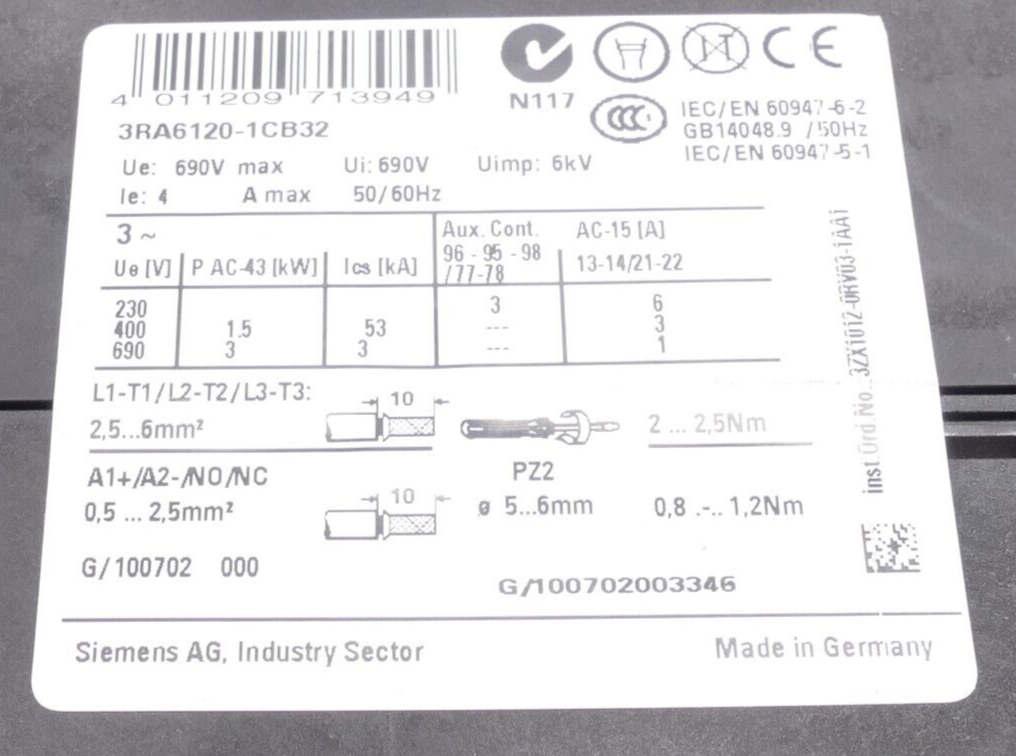 4 011209 713949
N117
CE
CCC
3RA6120-1CB32
IEC/EN 60947-6-2
GB14048.9 /50Hz
IEC/EN 60947-5-1
Ue: 690V max Ui: 690V Uimp: 6kV
Ie: 4 A max 50/60Hz
3 ~
Aux. Cont. AC-15 [A]
96 - 95 - 98
/77-78
13-14/21-22
Ue [V] P AC-43 [kW] Ics [kA]
230 3 6
400 1.5 53 --- 3
690 3 3 --- 1
L1-T1/L2-T2/L3-T3:
10
2,5...6mm²
2 ... 2,5Nm
A1+/A2-/NO/NC
PZ2
10
0,5 ... 2,5mm²
ø 5...6mm
0,8 ... 1,2Nm
G/100702 000
G/100702003346
inst.Ord.No.:3ZX1012-0RV03-1AA1
Siemens AG, Industry Sector
Made in Germany